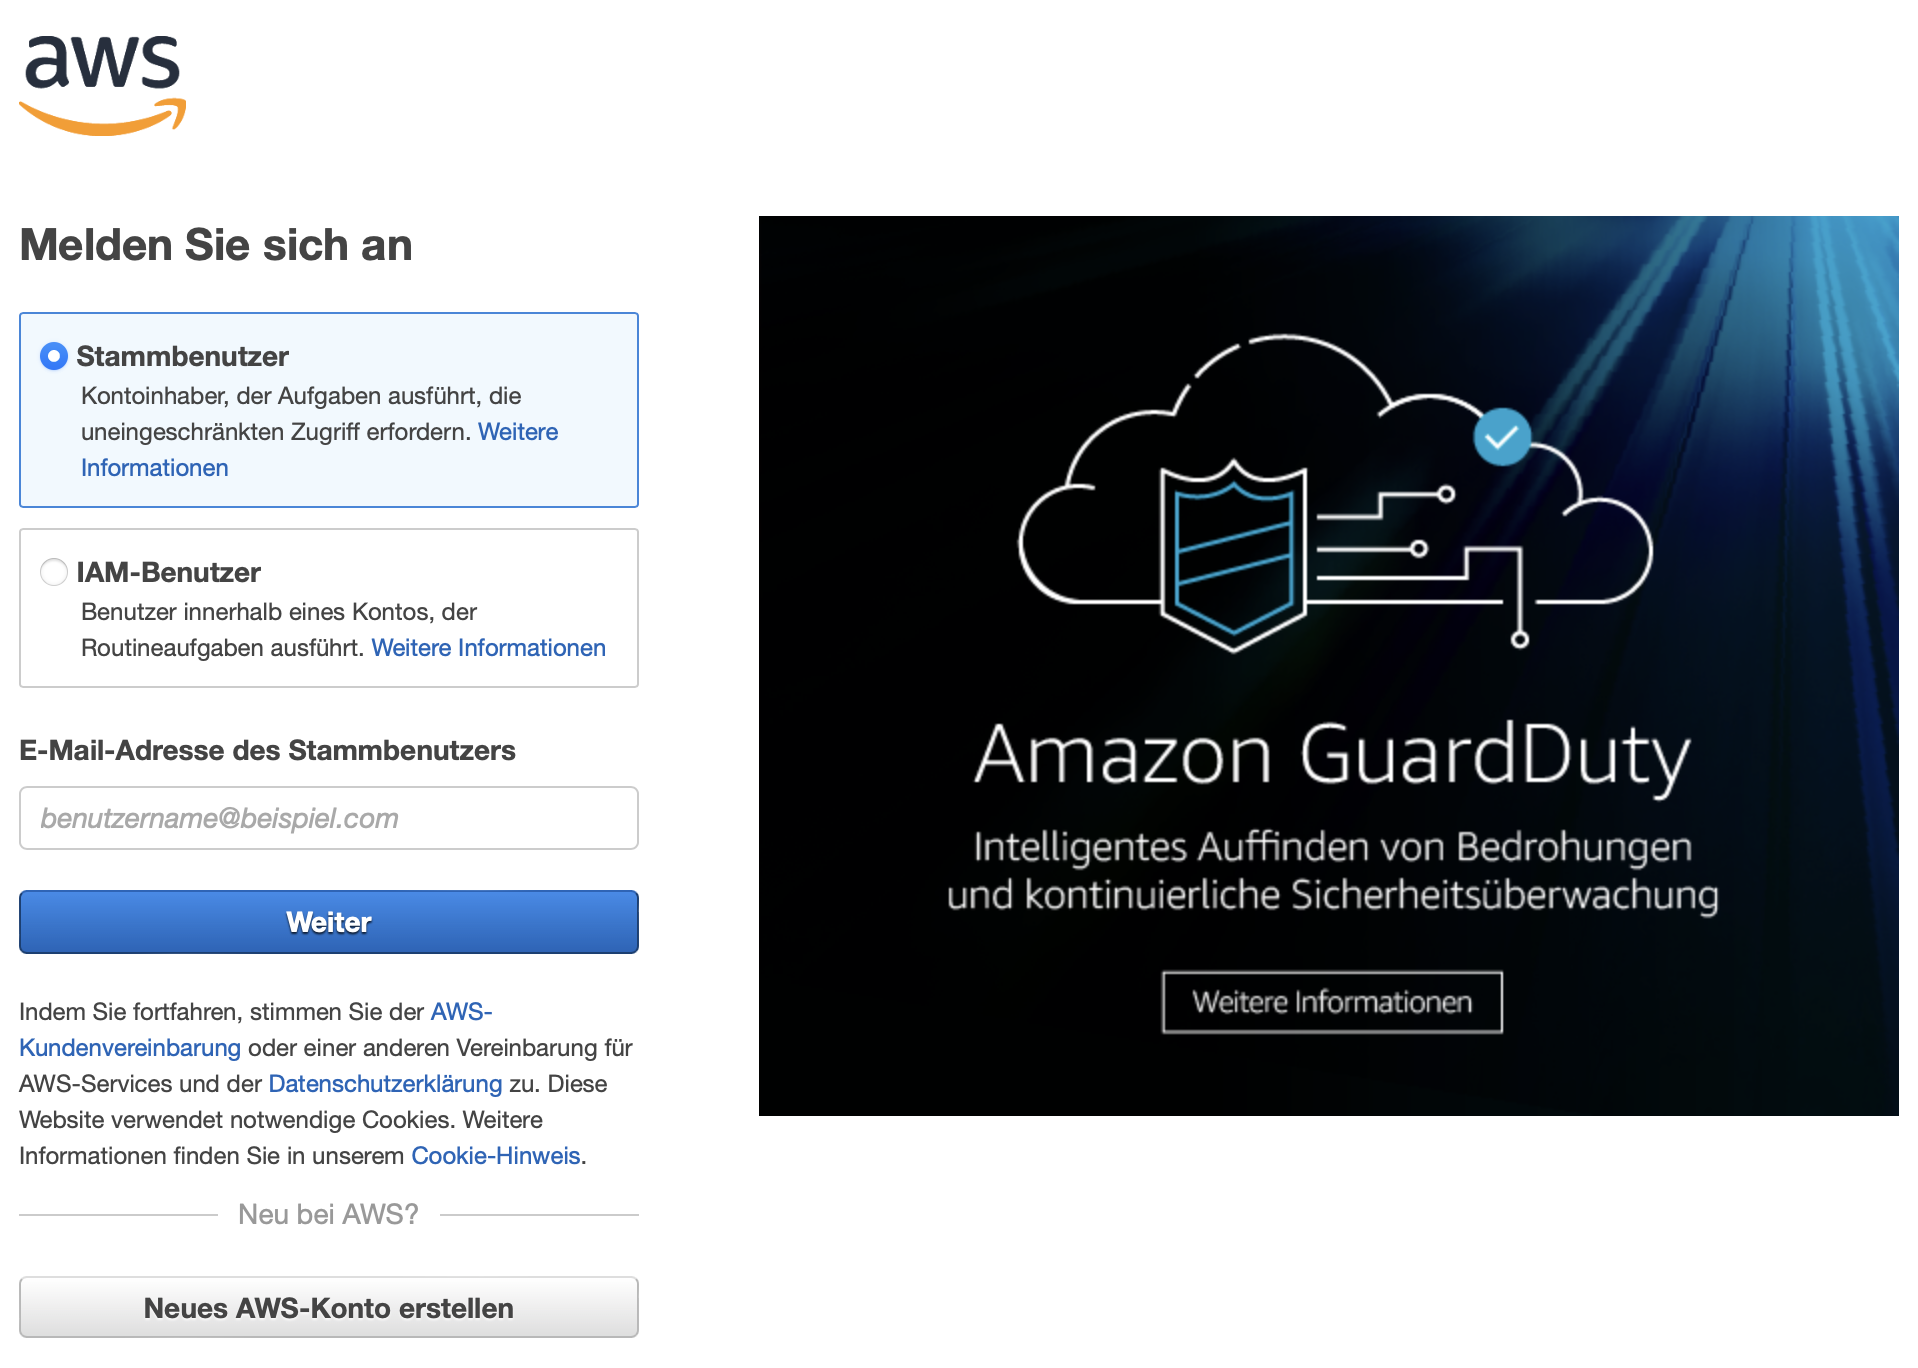 aws
Melden Sie sich an
Stammbenutzer
Kontoinhaber, der Aufgaben ausführt, die
uneingeschränkten Zugriff erfordern. Weitere
Informationen
IAM-Benutzer
Benutzer innerhalb eines Kontos, der
Routineaufgaben ausführt. Weitere Informationen
E-Mail-Adresse des Stammbenutzers
benutzername@beispiel.com
Weiter
Indem Sie fortfahren, stimmen Sie der AWS-
Kundenvereinbarung oder einer anderen Vereinbarung für
AWS-Services und der Datenschutzerklärung zu. Diese
Website verwendet notwendige Cookies. Weitere
Informationen finden Sie in unserem Cookie-Hinweis.
Neu bei AWS?
Neues AWS-Konto erstellen
Amazon GuardDuty
Intelligentes Auffinden von Bedrohungen
und kontinuierliche Sicherheitsüberwachung
Weitere Informationen